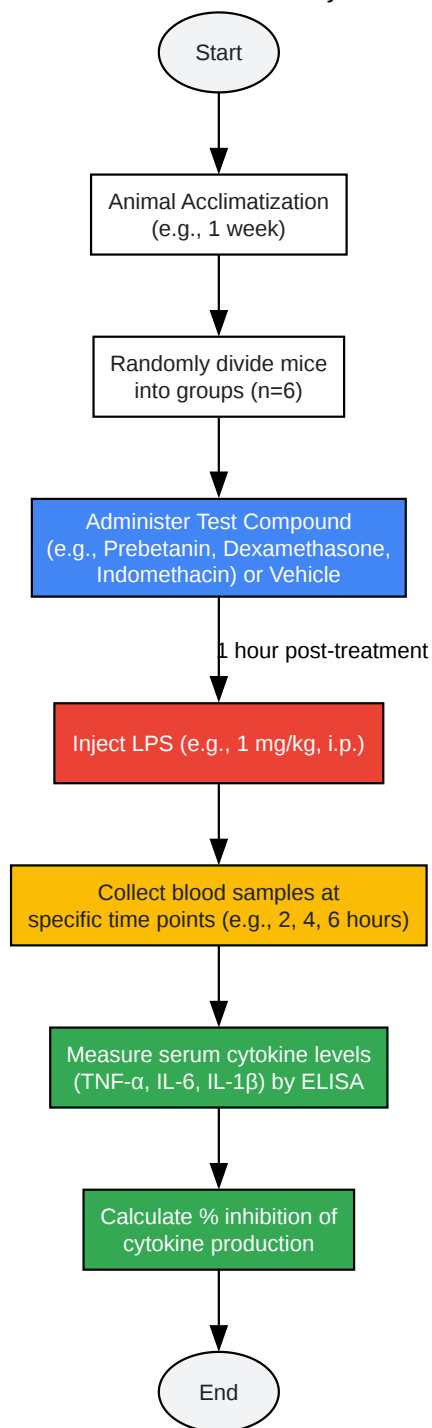 Start
Animal Acclimatization
(e.g., 1 week)
Randomly divide mice
into groups (n=6)
Administer Test Compound
(e.g., Prebetanin, Dexamethasone,
Indomethacin) or Vehicle
1 hour post-treatment
Inject LPS (e.g., 1 mg/kg, i.p.)
Collect blood samples at
specific time points (e.g., 2, 4, 6 hours)
Measure serum cytokine levels
(TNF-α, IL-6, IL-1β) by ELISA
Calculate % inhibition of
cytokine production
End